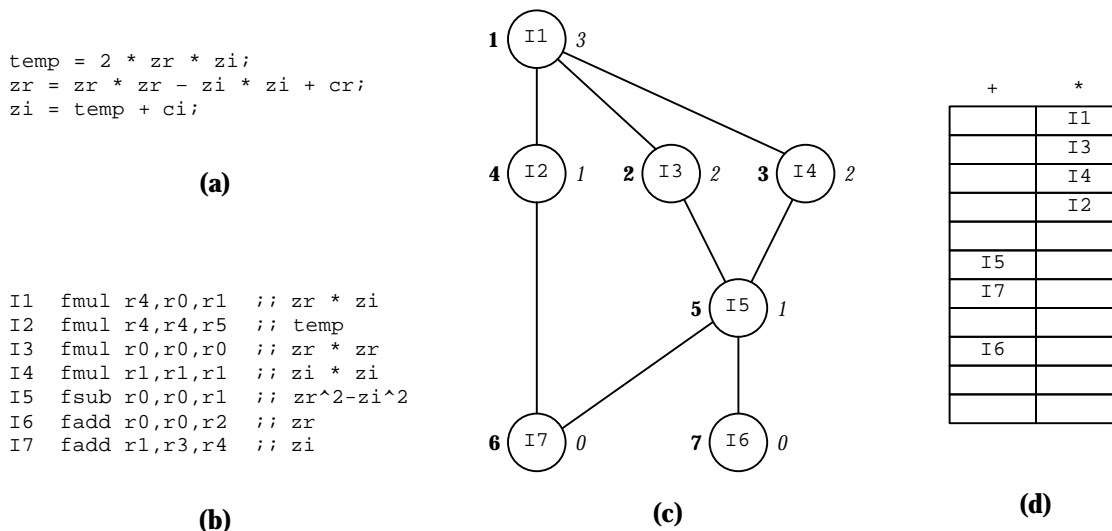 temp = 2 * zr * zi;
zr = zr * zr - zi * zi + cr;
zi = temp + ci;
(a)
I1 fmul r4,r0,r1 ;; zr * zi
I2 fmul r4,r4,r5 ;; temp
I3 fmul r0,r0,r0 ;; zr * zr
I4 fmul r1,r1,r1 ;; zi * zi
I5 fsub r0,r0,r1 ;; zr^2-zi^2
I6 fadd r0,r0,r2 ;; zr
I7 fadd r1,r3,r4 ;; zi
(b)
1 I1 3
4 I2 1 2 I3 2 3 I4 2
5 I5 1
6 I7 0 7 I6 0
(c)
+ *
I1
I3
I4
I2
I5
I7
I6
(d)